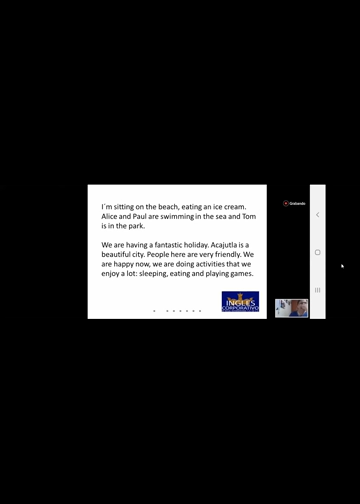 I´m sitting on the beach, eating an ice cream.
Alice and Paul are swimming in the sea and Tom
is in the park.
We are having a fantastic holiday. Acajutla is a
beautiful city. People here are very friendly. We
are happy now, we are doing activities that we
enjoy a lot: sleeping, eating and playing games.
INGLÉS
CORPORATIVO
Grabando